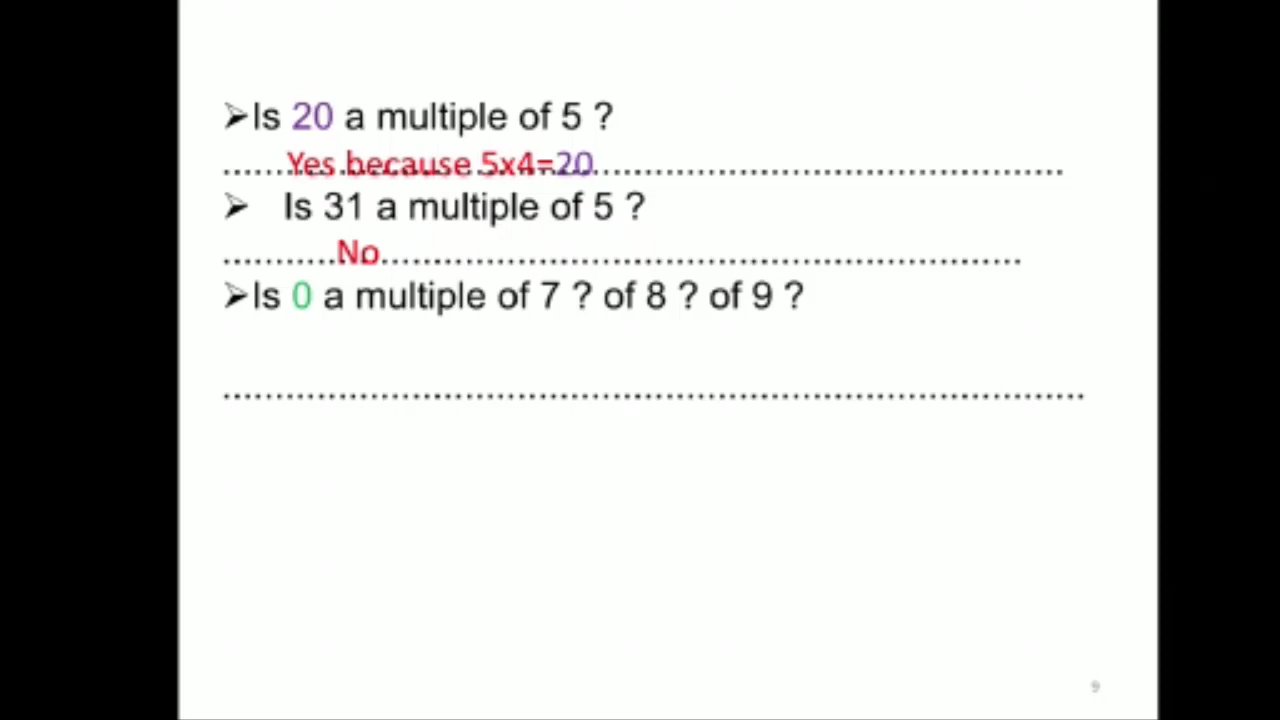 ➢Is 20 a multiple of 5 ?
......Yes because 5x4=20............................................
➢ Is 31 a multiple of 5 ?
...........No.............................................................
➢Is 0 a multiple of 7 ? of 8 ? of 9 ?
..................................................................................
9